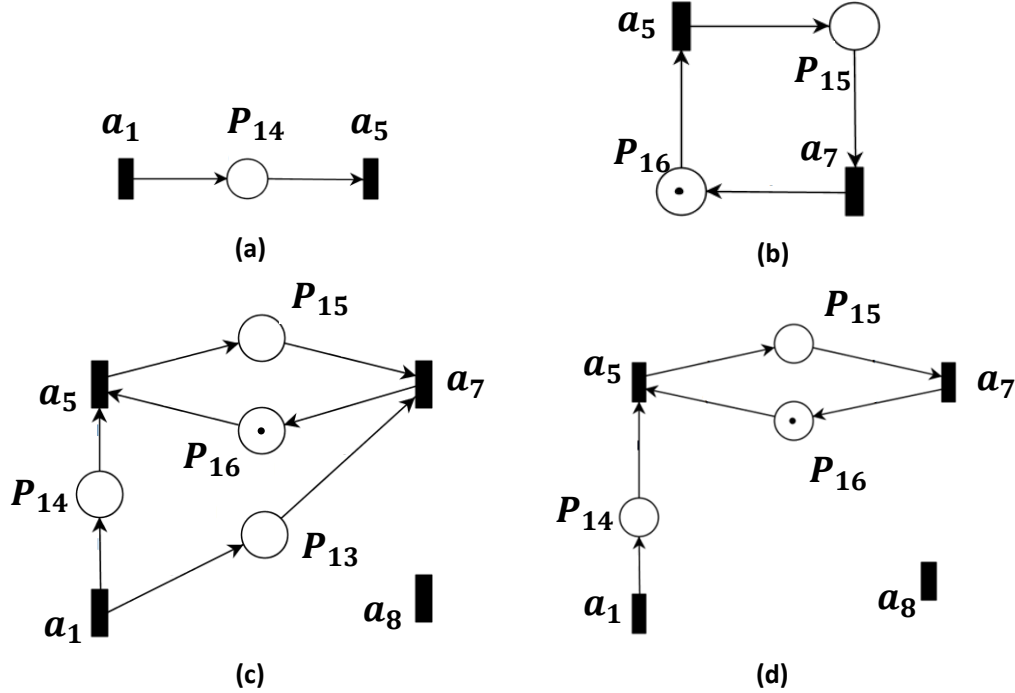 a₁ P₁₄ a₅
(a)
a₅ P₁₅
P₁₆ a₇
(b)
P₁₅
a₅ a₇
P₁₆
P₁₄
P₁₃
a₁ a₈
(c)
P₁₅
a₅ a₇
P₁₆
P₁₄
a₁ a₈
(d)